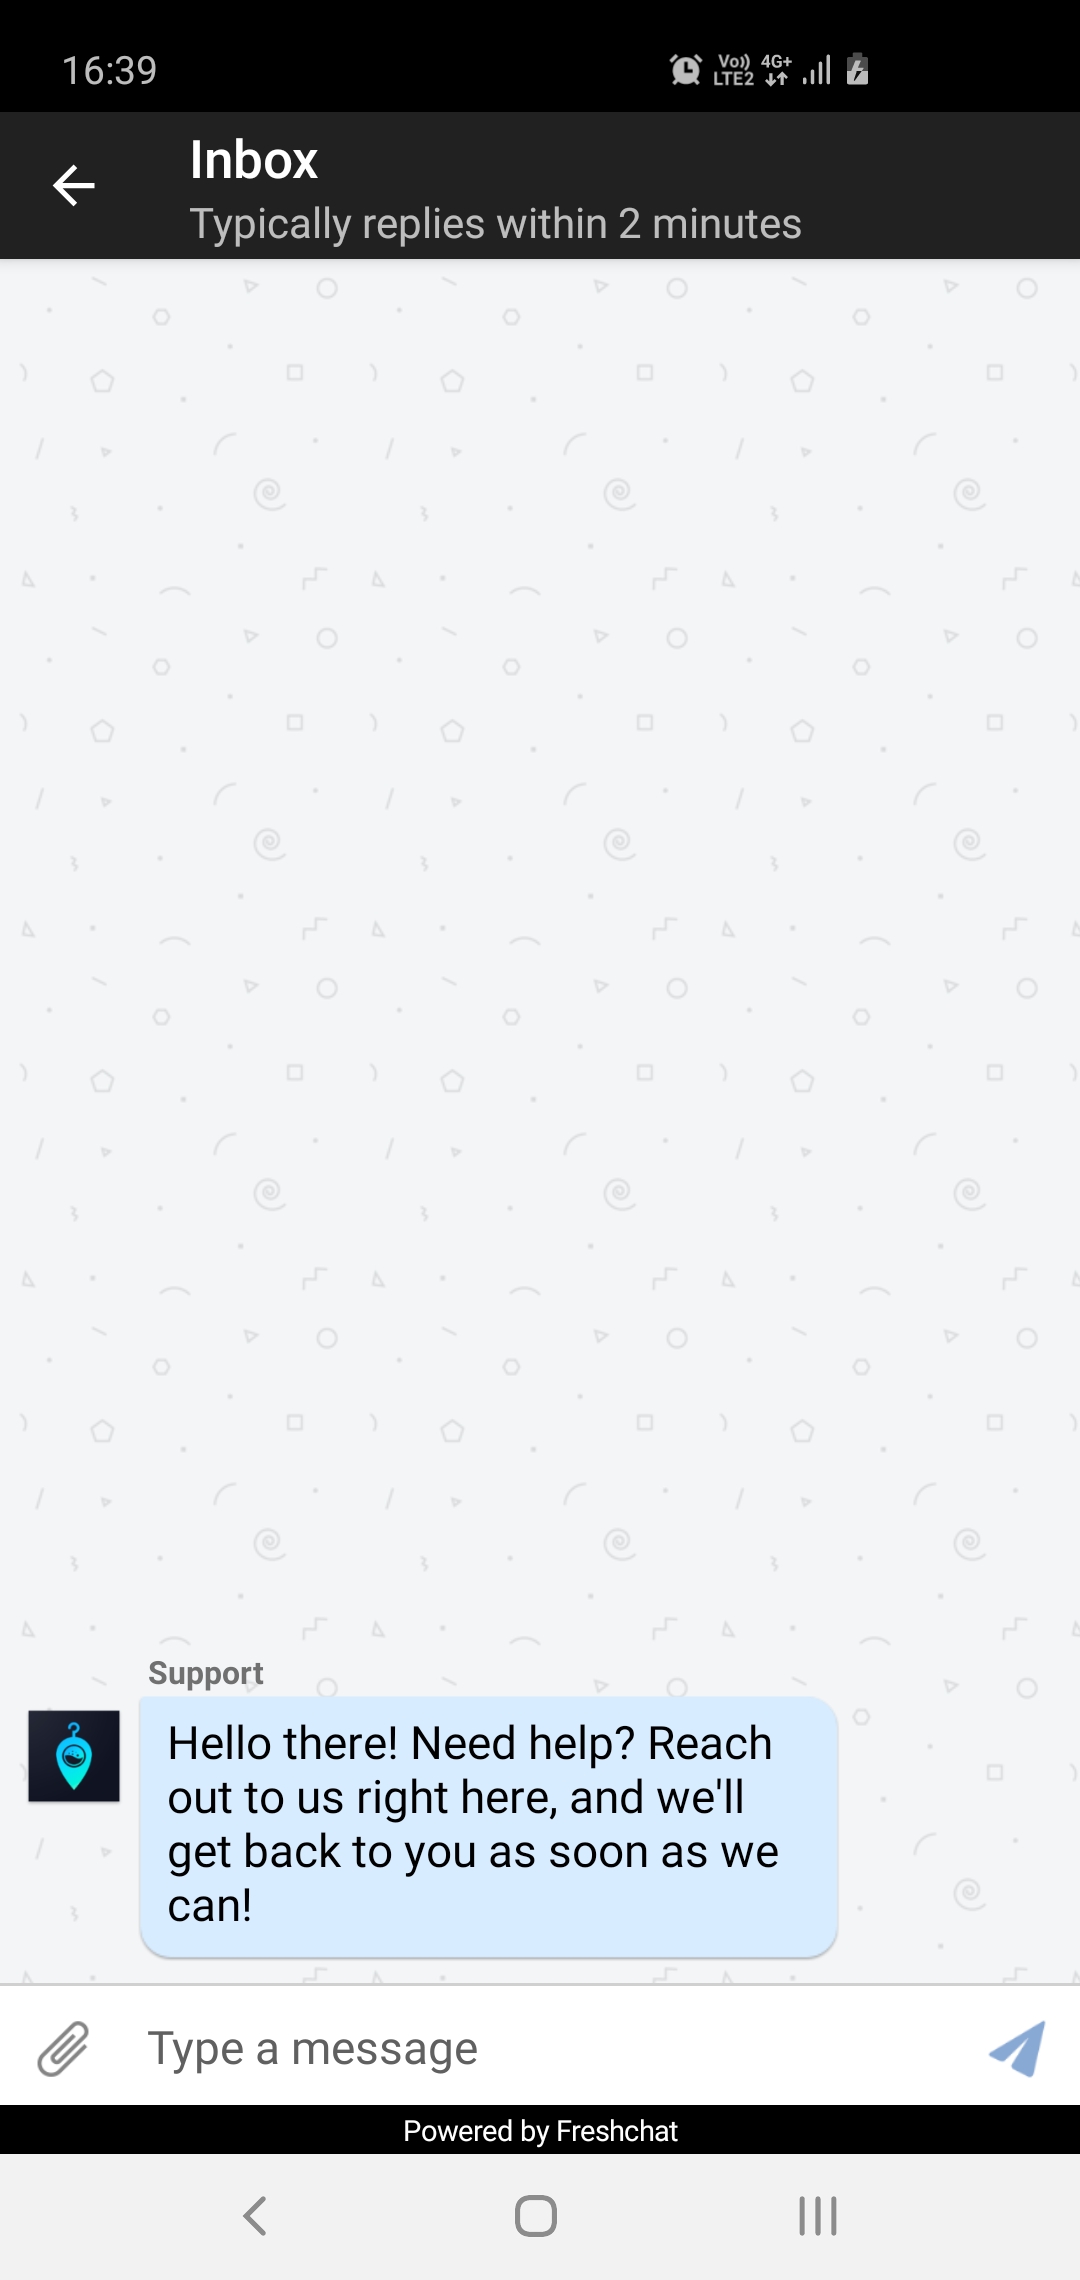 16:39
Vo)) 4G+
LTE2
Inbox
Typically replies within 2 minutes
Support
Hello there! Need help? Reach
out to us right here, and we'll
get back to you as soon as we
can!
Type a message
Powered by Freshchat